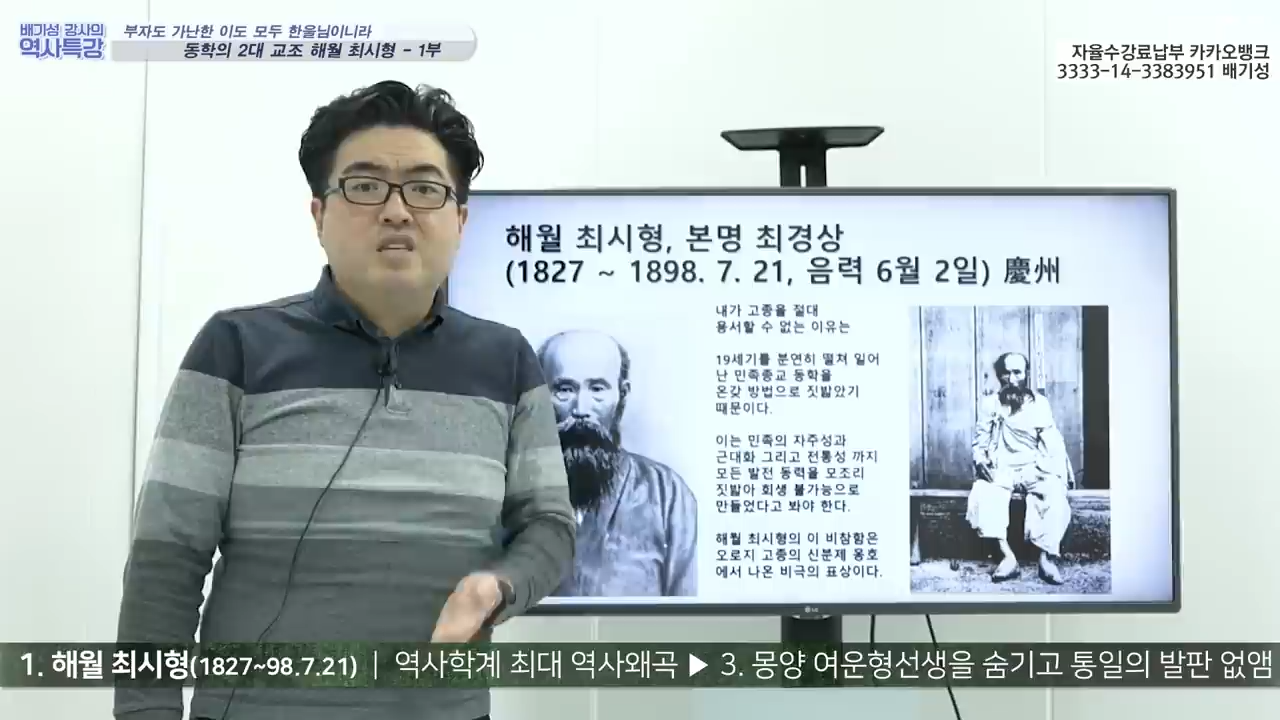 배기성 강사의
역사특강
부자도 가난한 이도 모두 한울님이니라
동학의 2대 교조 해월 최시형 - 1부
자율수강료납부 카카오뱅크
3333-14-3383951 배기성
해월 최시형, 본명 최경상
(1827 ~ 1898. 7. 21, 음력 6월 2일) 慶州
내가 고종을 절대
용서할 수 없는 이유는
19세기를 분연히 떨쳐 일어
난 민족종교 동학을
온갖 방법으로 짓밟았기
때문이다.
이는 민족의 자주성과
근대화 그리고 전통성 까지
모든 발전 동력을 모조리
짓밟아 회생 불가능으로
만들었다고 봐야 한다.
해월 최시형의 이 비참함은
오로지 고종의 신분제 옹호
에서 나온 비극의 표상이다.
LG
1. 해월 최시형(1827~98.7.21) | 역사학계 최대 역사왜곡 ▶ 3. 몽양 여운형선생을 숨기고 통일의 발판 없앰